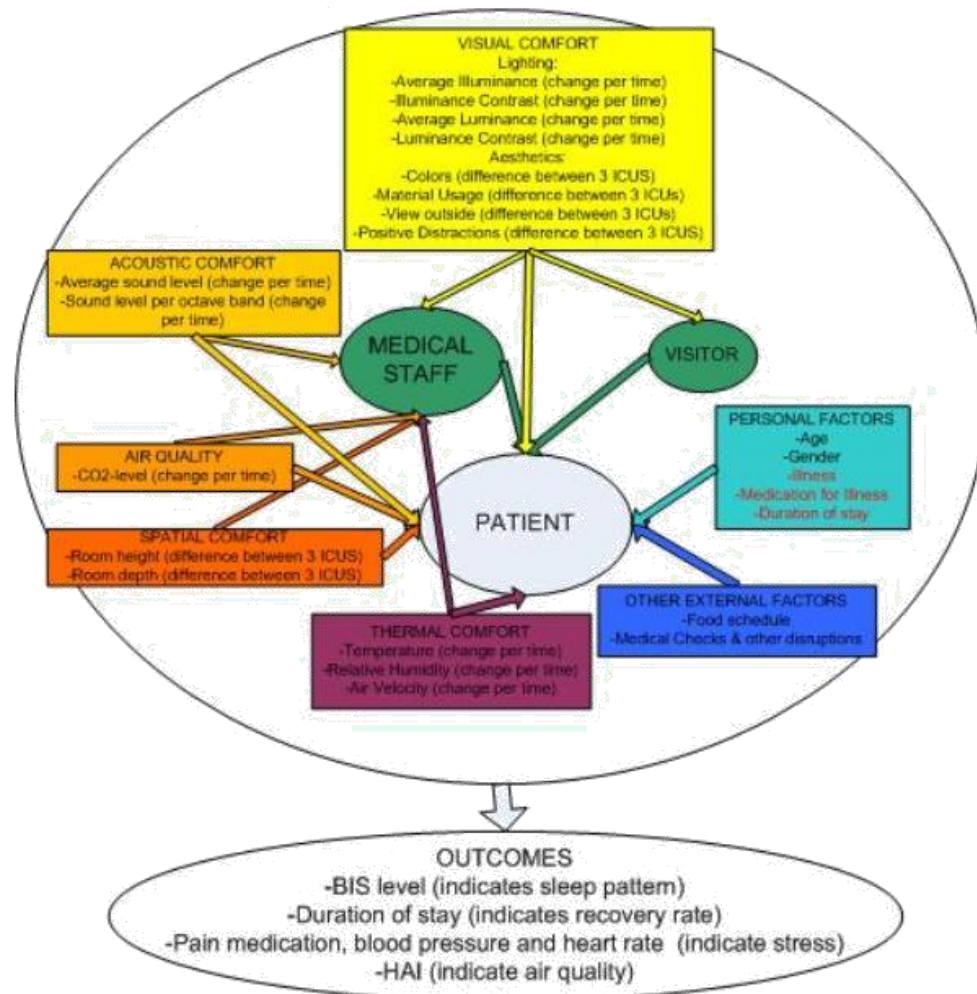 VISUAL COMFORT
Lighting:
-Average Illuminance (change per time)
-Illuminance Contrast (change per time)
-Average Luminance (change per time)
-Luminance Contrast (change per time)
Aesthetics:
-Colors (difference between 3 ICUS)
-Material Usage (difference between 3 ICUs)
-View outside (difference between 3 ICUs)
-Positive Distractions (difference between 3 ICUS)
ACOUSTIC COMFORT
-Average sound level (change per time)
-Sound level per octave band (change
per time)
MEDICAL
STAFF
VISITOR
AIR QUALITY
-CO2-level (change per time)
PERSONAL FACTORS
-Age
-Gender
-Illness
-Medication for Illness
-Duration of stay
PATIENT
SPATIAL COMFORT
-Room height (difference between 3 ICUS)
-Room depth (difference between 3 ICUS)
THERMAL COMFORT
-Temperature (change per time)
-Relative Humidity (change per time)
-Air Velocity (change per time)
OTHER EXTERNAL FACTORS
-Food schedule
-Medical Checks & other disruptions
OUTCOMES
-BIS level (indicates sleep pattern)
-Duration of stay (indicates recovery rate)
-Pain medication, blood pressure and heart rate (indicate stress)
-HAI (indicate air quality)